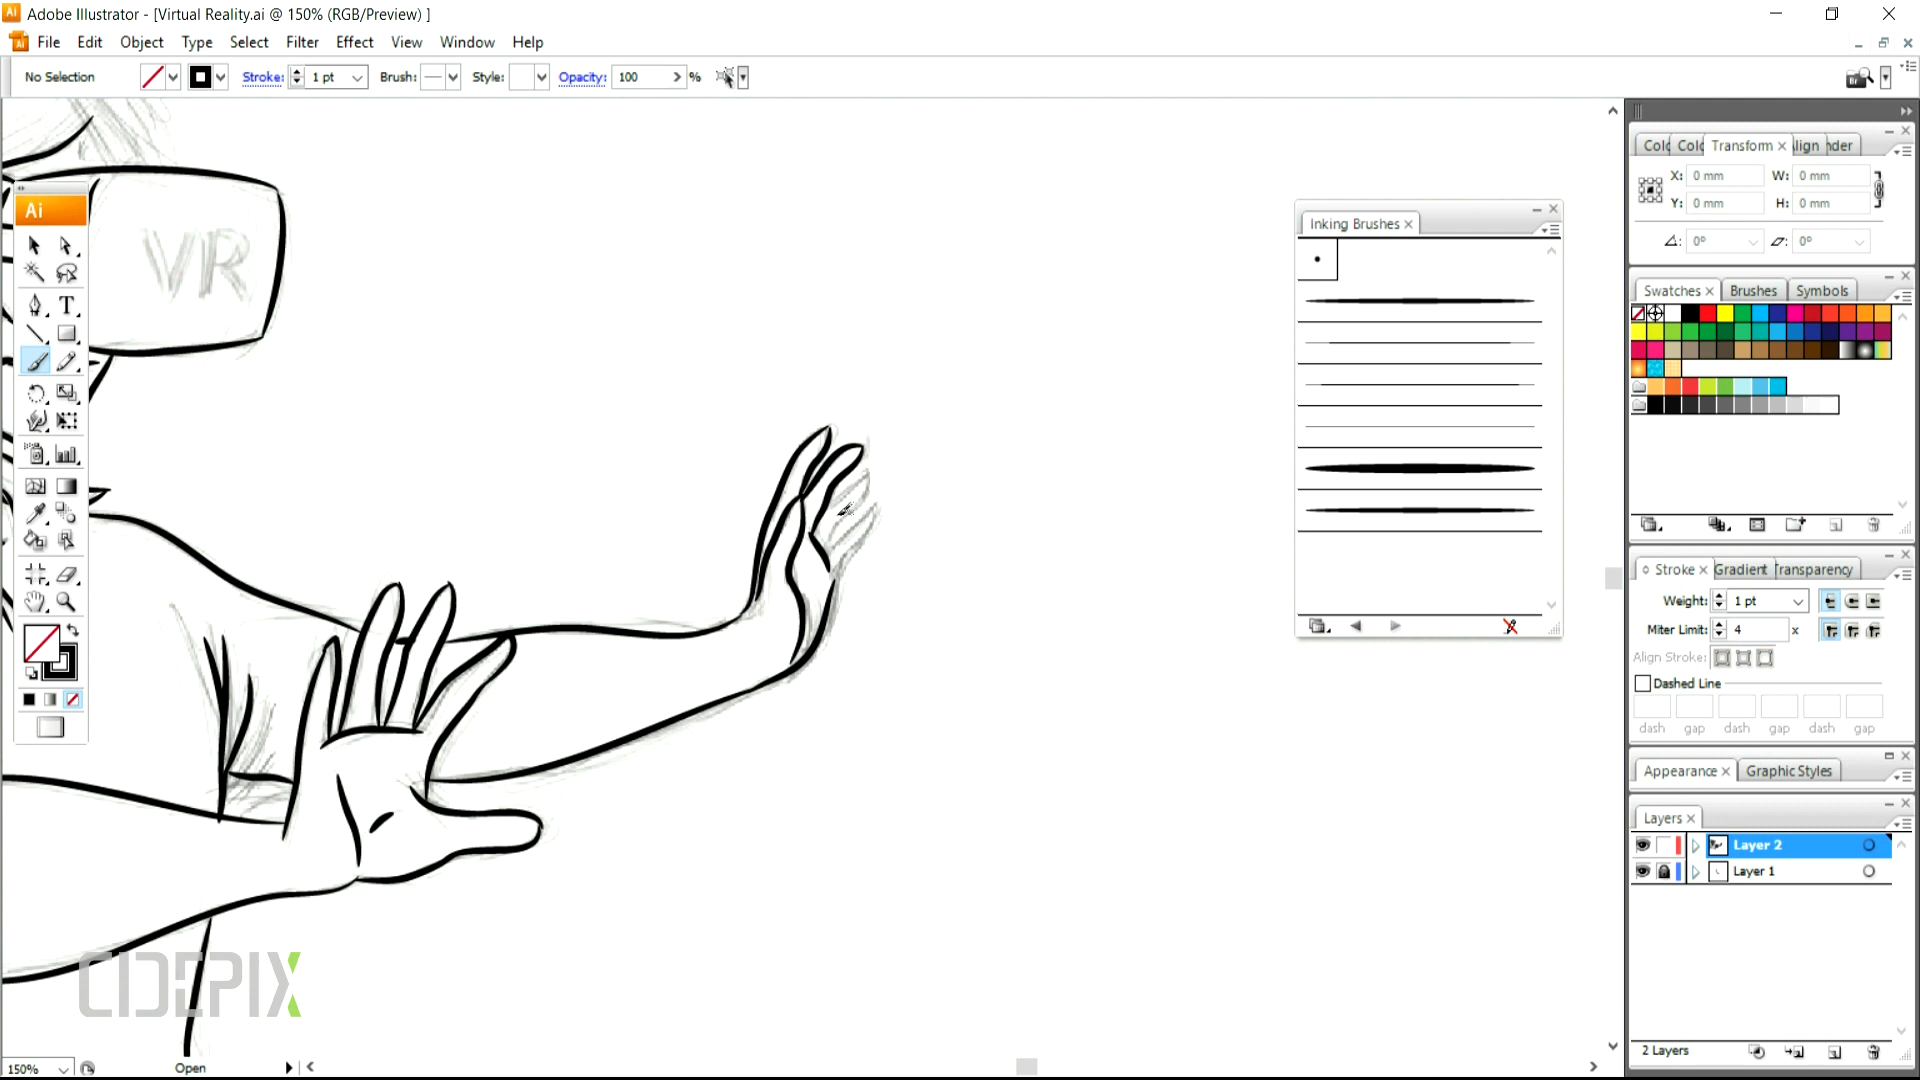 Adobe Illustrator - [Virtual Reality.ai @ 150% (RGB/Preview) ]
File Edit Object Type Select Filter Effect View Window Help
No Selection Stroke: 1 pt Brush: Style: Opacity: 100 %
Ai
VR
Inking Brushes
Transform
X: 0 mm W: 0 mm
Y: 0 mm H: 0 mm
0° 0°
Swatches Brushes Symbols
Stroke Gradient Transparency
Weight: 1 pt
Miter Limit: 4 x
Align Stroke:
Dashed Line
dash gap dash gap dash gap
Appearance Graphic Styles
Layers
Layer 2
Layer 1
2 Layers
CIDEPIX
150% Open